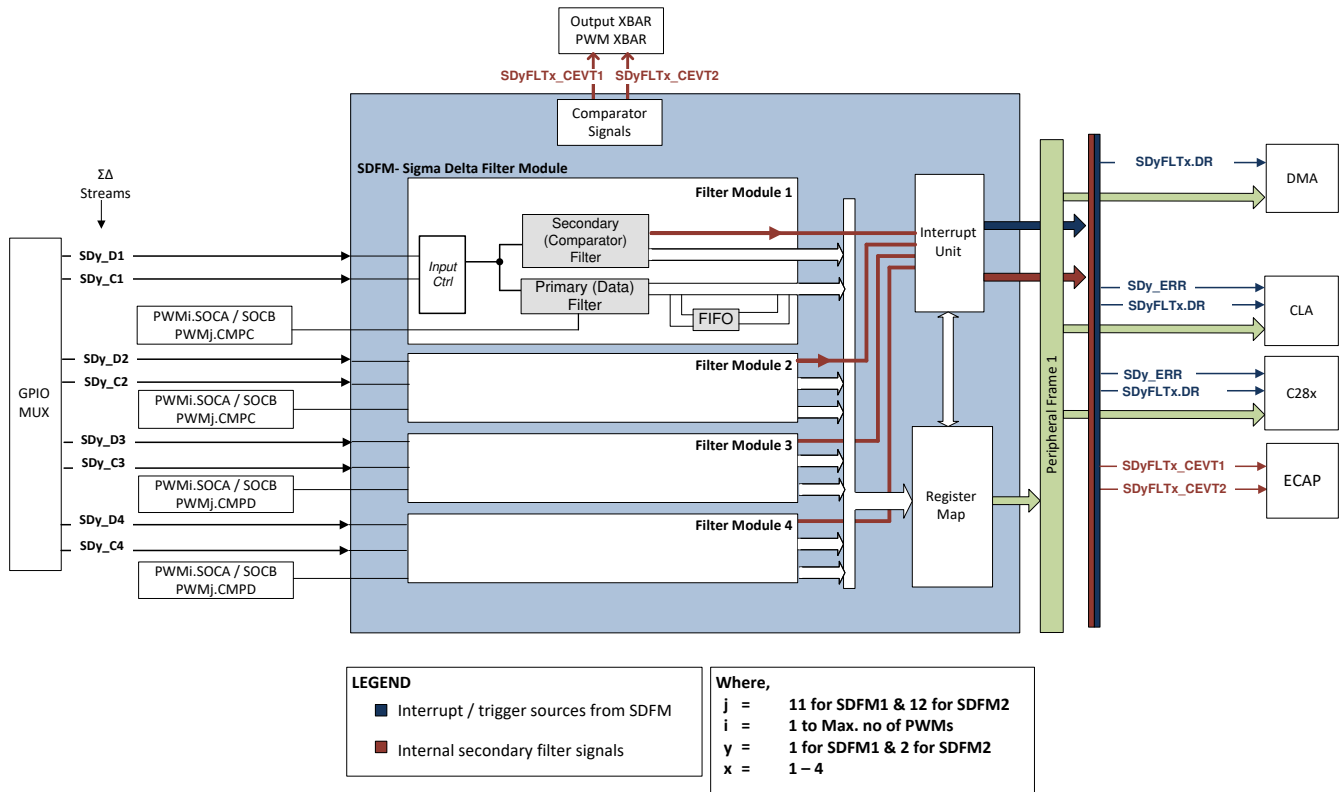 Output XBAR
PWM XBAR
SDyFLTx_CEVT1
SDyFLTx_CEVT2
Comparator
Signals
SDFM- Sigma Delta Filter Module
ΣΔ
Streams
GPIO
MUX
SDy_D1
SDy_C1
PWMi.SOCA / SOCB
PWMj.CMPC
SDy_D2
SDy_C2
PWMi.SOCA / SOCB
PWMj.CMPC
SDy_D3
SDy_C3
PWMi.SOCA / SOCB
PWMj.CMPD
SDy_D4
SDy_C4
PWMi.SOCA / SOCB
PWMj.CMPD
Filter Module 1
Input
Ctrl
Secondary
(Comparator)
Filter
Primary (Data)
Filter
FIFO
Filter Module 2
Filter Module 3
Filter Module 4
Interrupt
Unit
Register
Map
Peripheral Frame 1
SDyFLTx.DR
DMA
SDy_ERR
SDyFLTx.DR
CLA
SDy_ERR
SDyFLTx.DR
C28x
SDyFLTx_CEVT1
SDyFLTx_CEVT2
ECAP
LEGEND
Interrupt / trigger sources from SDFM
Internal secondary filter signals
Where,
j = 11 for SDFM1 & 12 for SDFM2
i = 1 to Max. no of PWMs
y = 1 for SDFM1 & 2 for SDFM2
x = 1 – 4